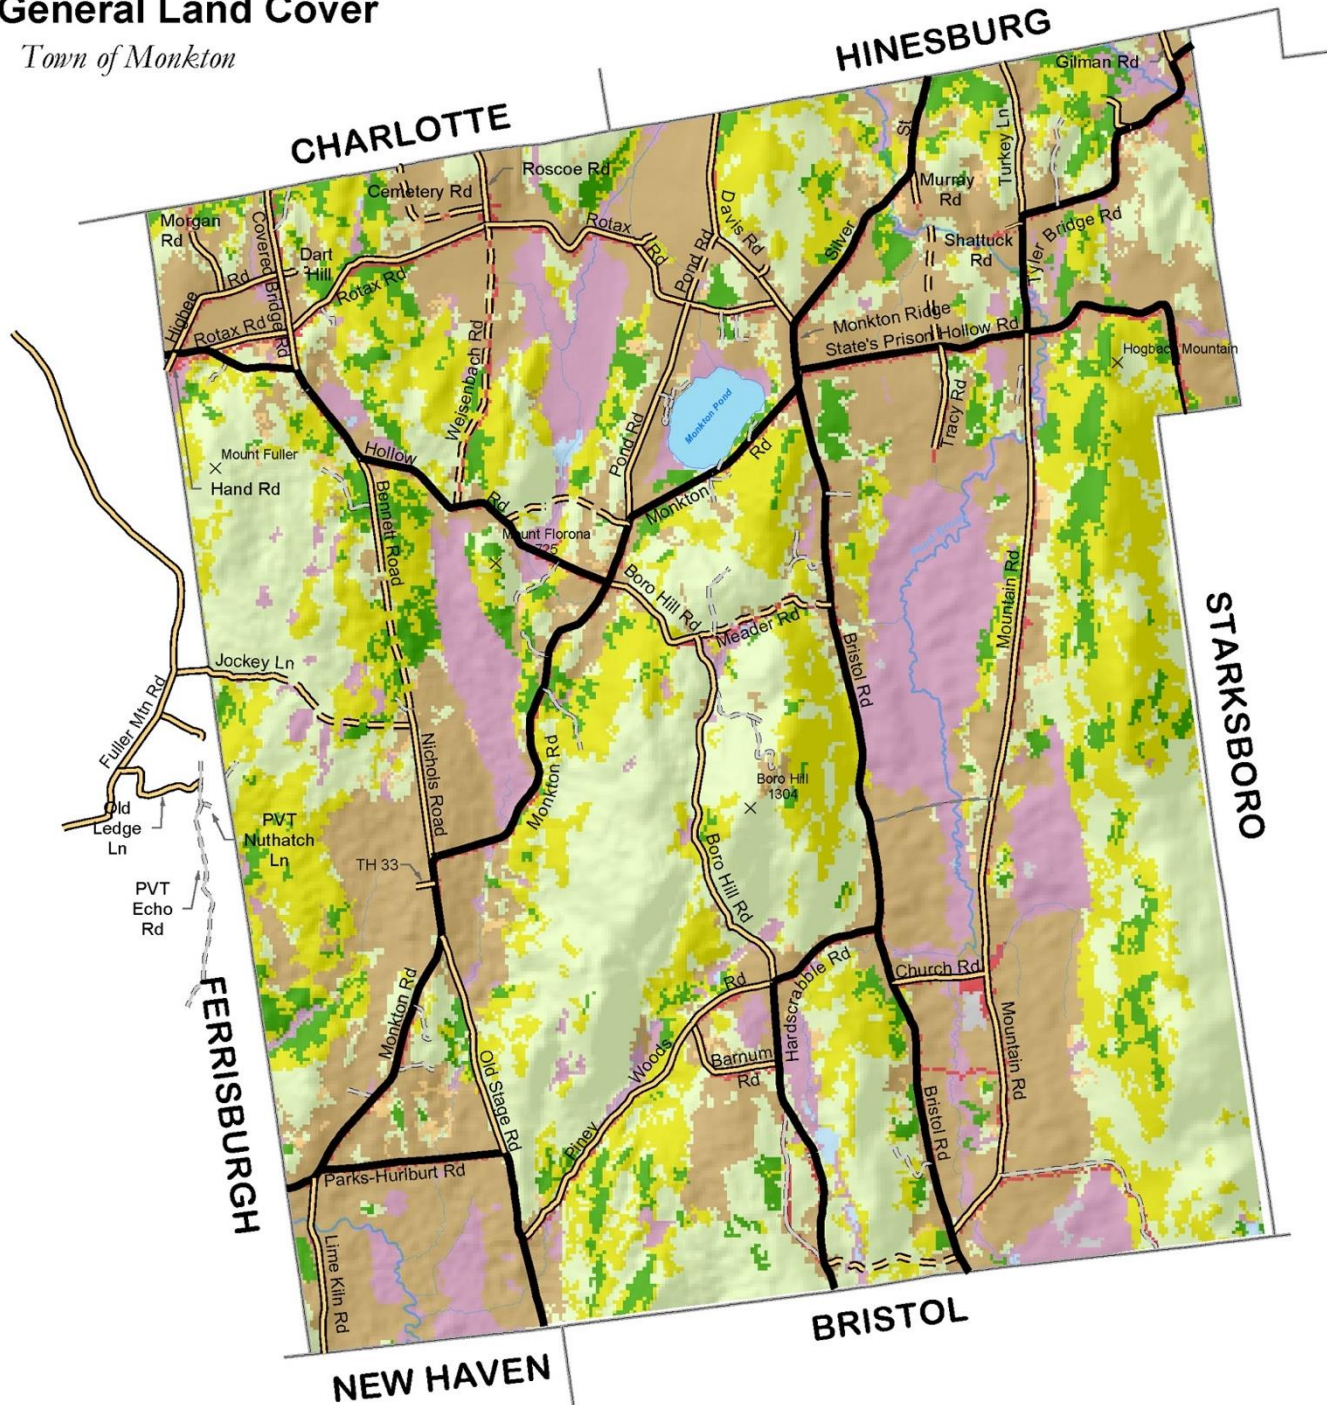 General Land Cover
Town of Monkton
HINESBURG
Gilman Rd
CHARLOTTE
St
Turkey Ln
Roscoe Rd
Cemetery Rd
Murray
Rd
Morgan
Rd
Covered Bridge Rd
Davis Rd
Rotax
Rd
Silver
Shattuck
Rd
Tyler Bridge Rd
Dart
Hill
Rd
Higbee
Rotax Rd
Pond Rd
Rotax Rd
Monkton Ridge
State's Prison Hollow Rd
Hogback Mountain
Weisenbach Rd
Monkton Pond
Tracy Rd
Pond Rd
Mount Fuller
Hand Rd
Hollow
Rd
Rd
Monkton
Bennett Road
Mount Florona
725
Boro Hill Rd
Meader Rd
Mountain Rd
STARKSBORO
Jockey Ln
Bristol Rd
Fuller Mtn Rd
Nichols Road
Monkton Rd
Boro Hill
1304
Old
Ledge
Ln
PVT
Nuthatch
Ln
Boro Hill Rd
TH 33
PVT
Echo
Rd
FERRISBURGH
Monkton Rd
Rd
Hardscrabble Rd
Church Rd
Mountain Rd
Old Stage Rd
Woods
Barnum
Rd
Piney
Bristol Rd
Parks-Hurlburt Rd
Lime Kiln Rd
BRISTOL
NEW HAVEN